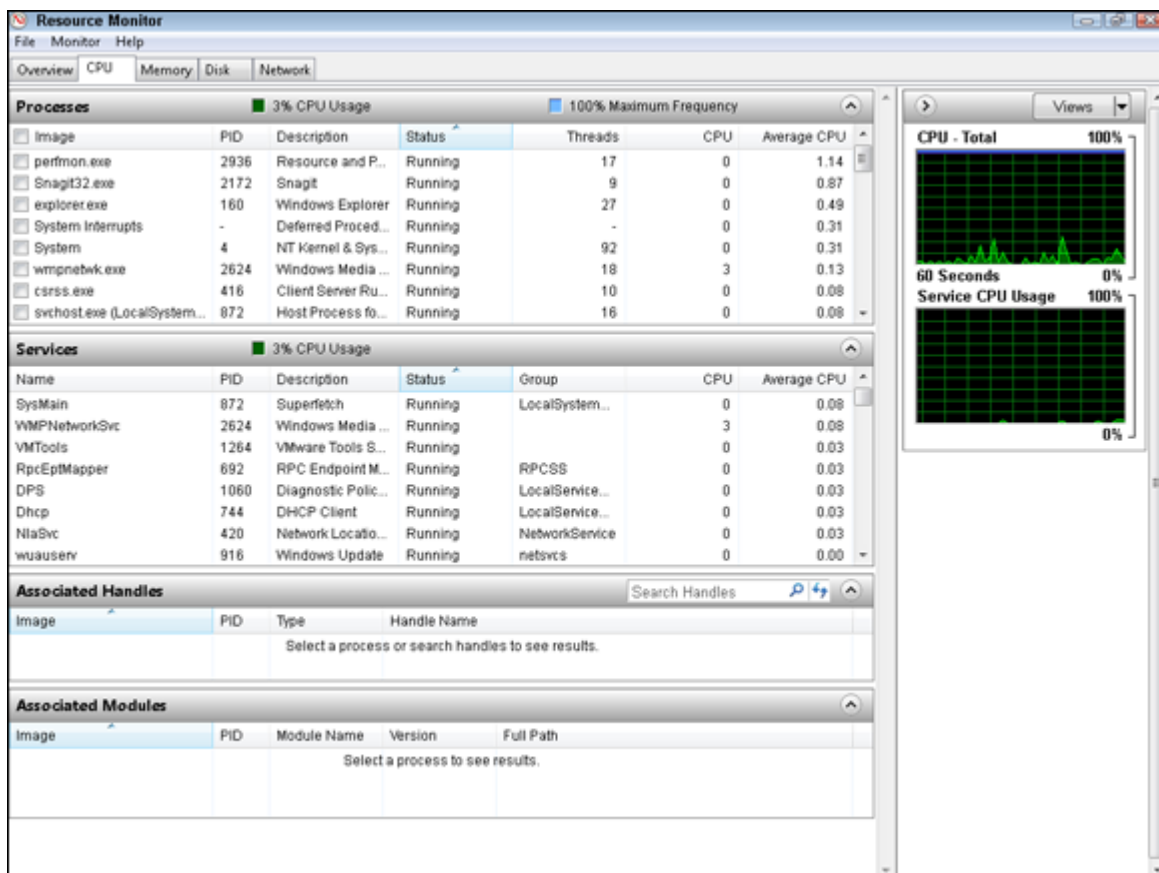 Resource Monitor
File Monitor Help
Overview CPU Memory Disk Network
Processes 3% CPU Usage 100% Maximum Frequency
Image PID Description Status Threads CPU Average CPU
perfmon.exe 2936 Resource and P... Running 17 0 1.14
Snagit32.exe 2172 Snagit Running 9 0 0.87
explorer.exe 160 Windows Explorer Running 27 0 0.49
System Interrupts - Deferred Proced... Running - 0 0.31
System 4 NT Kernel & Sys... Running 92 0 0.31
wmpnetwk.exe 2624 Windows Media ... Running 18 3 0.13
csrss.exe 416 Client Server Ru... Running 10 0 0.08
svchost.exe (LocalSystem... 872 Host Process fo... Running 16 0 0.08
Services 3% CPU Usage
Name PID Description Status Group CPU Average CPU
SysMain 872 Superfetch Running LocalSystem... 0 0.08
WMPNetworkSvc 2624 Windows Media ... Running 3 0.08
VMTools 1264 VMware Tools S... Running 0 0.03
RpcEptMapper 692 RPC Endpoint M... Running RPCSS 0 0.03
DPS 1060 Diagnostic Polic... Running LocalService... 0 0.03
Dhcp 744 DHCP Client Running LocalService... 0 0.03
NlaSvc 420 Network Locatio... Running NetworkService 0 0.03
wuauserv 916 Windows Update Running netsvcs 0 0.00
Associated Handles Search Handles
Image PID Type Handle Name
Select a process or search handles to see results.
Associated Modules
Image PID Module Name Version Full Path
Select a process to see results.
Views
CPU - Total 100%
60 Seconds 0%
Service CPU Usage 100%
0%